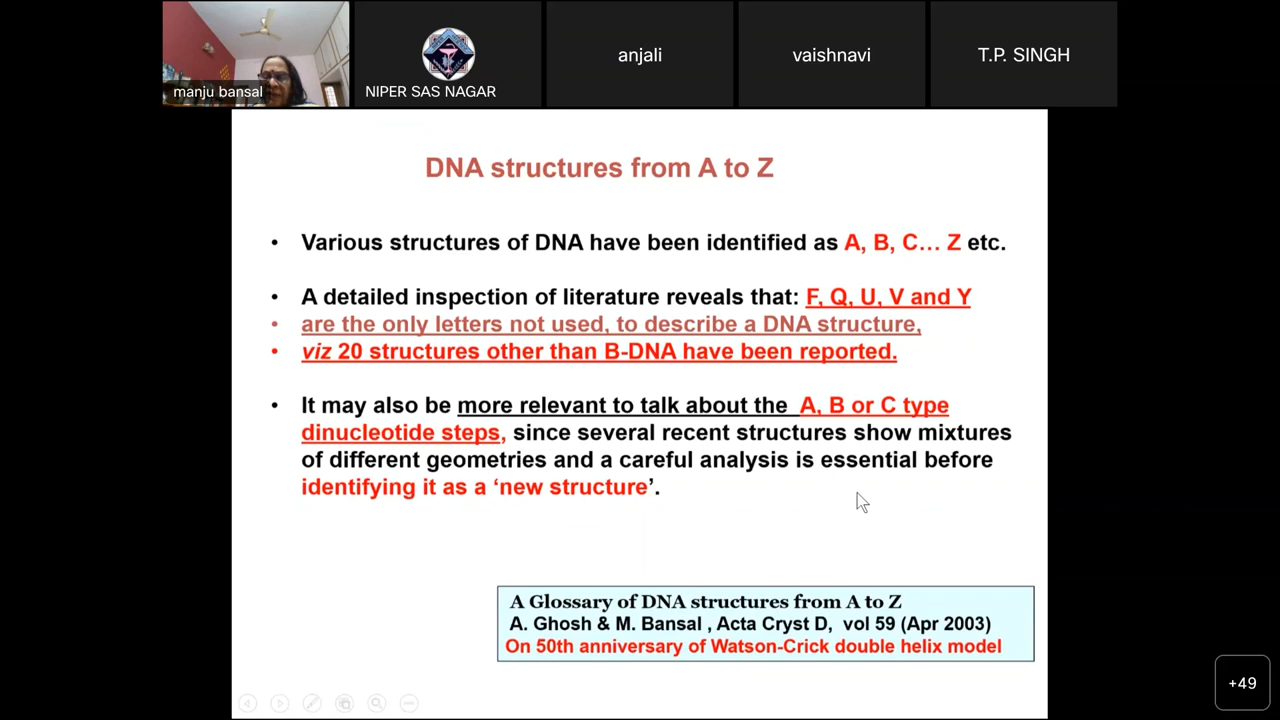 manju bansal
NIPER SAS NAGAR
anjali
vaishnavi
T.P. SINGH
DNA structures from A to Z
• Various structures of DNA have been identified as A, B, C… Z etc.
• A detailed inspection of literature reveals that: F, Q, U, V and Y
• are the only letters not used, to describe a DNA structure,
• viz 20 structures other than B-DNA have been reported.
• It may also be more relevant to talk about the A, B or C type
dinucleotide steps, since several recent structures show mixtures
of different geometries and a careful analysis is essential before
identifying it as a ‘new structure’.
A Glossary of DNA structures from A to Z
A. Ghosh & M. Bansal , Acta Cryst D, vol 59 (Apr 2003)
On 50th anniversary of Watson-Crick double helix model
+49